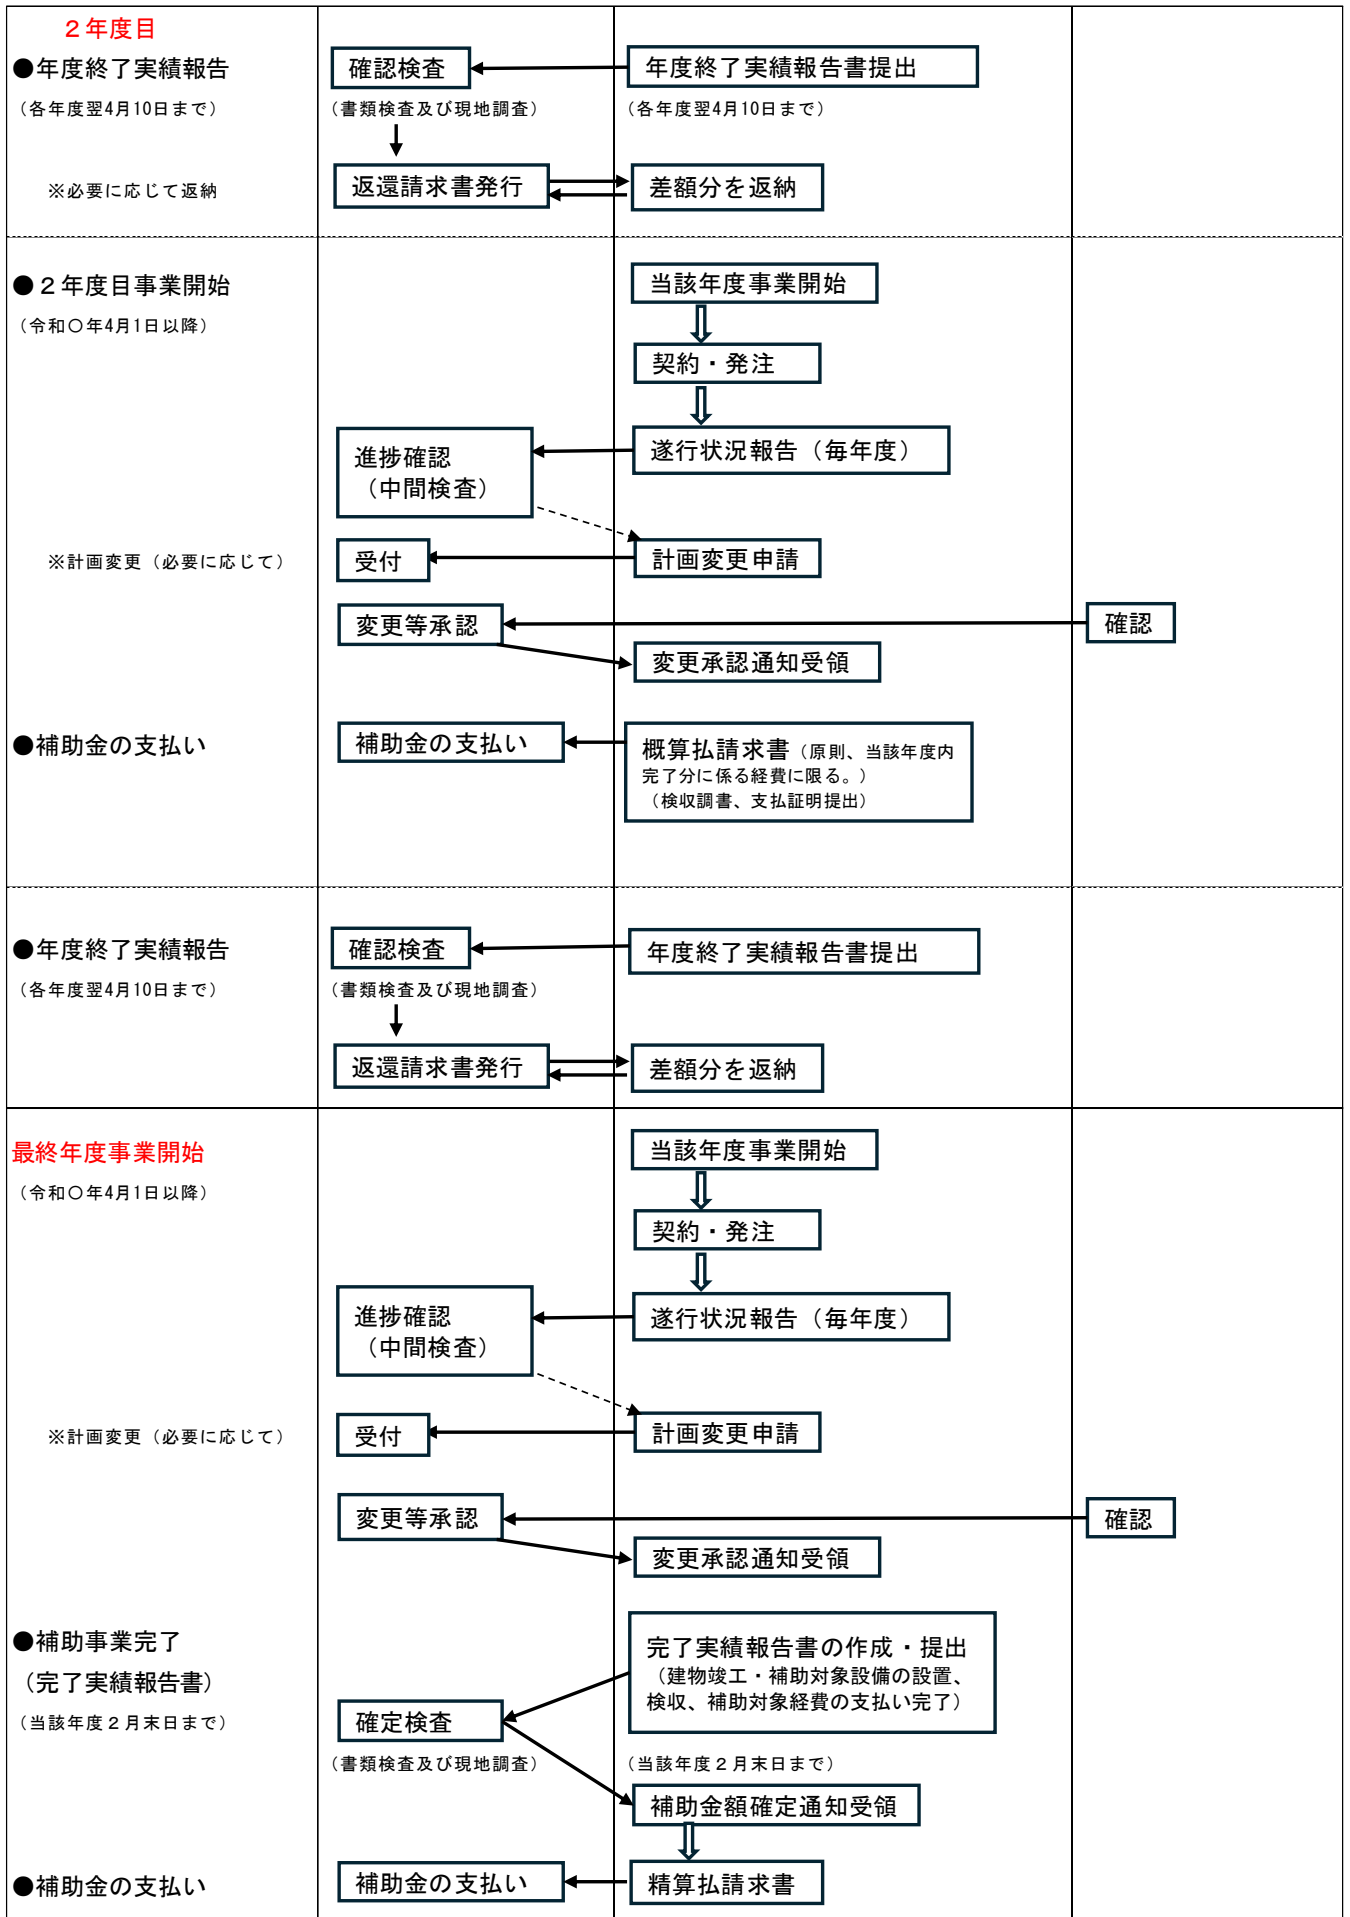 ２年度目
●年度終了実績報告
確認検査
年度終了実績報告書提出
（各年度翌4月10日まで）
（書類検査及び現地調査）
（各年度翌4月10日まで）
※必要に応じて返納
返還請求書発行
差額分を返納
●２年度目事業開始
当該年度事業開始
（令和〇年4月1日以降）
契約・発注
進捗確認
（中間検査）
遂行状況報告（毎年度）
※計画変更（必要に応じて）
受付
計画変更申請
変更等承認
確認
変更承認通知受領
●補助金の支払い
補助金の支払い
概算払請求書（原則、当該年度内
完了分に係る経費に限る。）
（検収調書、支払証明提出）
●年度終了実績報告
確認検査
年度終了実績報告書提出
（各年度翌4月10日まで）
（書類検査及び現地調査）
返還請求書発行
差額分を返納
最終年度事業開始
当該年度事業開始
（令和〇年4月1日以降）
契約・発注
進捗確認
（中間検査）
遂行状況報告（毎年度）
※計画変更（必要に応じて）
受付
計画変更申請
変更等承認
確認
変更承認通知受領
●補助事業完了
（完了実績報告書）
（当該年度２月末日まで）
完了実績報告書の作成・提出
（建物竣工・補助対象設備の設置、
検収、補助対象経費の支払い完了）
確定検査
（書類検査及び現地調査）
（当該年度２月末日まで）
補助金額確定通知受領
●補助金の支払い
補助金の支払い
精算払請求書